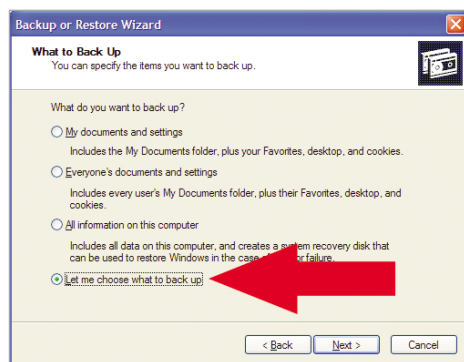 Backup or Restore Wizard
What to Back Up
You can specify the items you want to back up.
What do you want to back up?
My documents and settings
Includes the My Documents folder, plus your Favorites, desktop, and cookies.
Everyone's documents and settings
Includes every user's My Documents folder, plus their Favorites, desktop, and
cookies.
All information on this computer
Includes all data on this computer, and creates a system recovery disk that
can be used to restore Windows in the case of failure.
Let me choose what to back up
< Back
Next >
Cancel